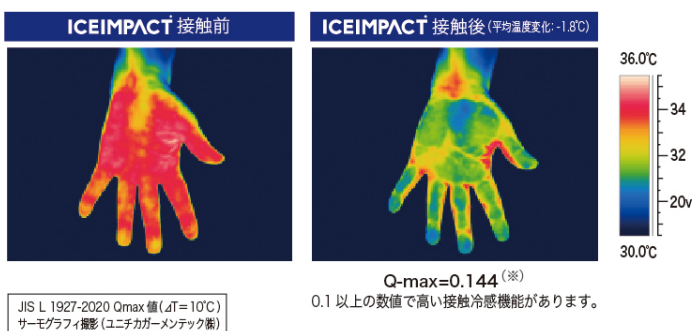 ICEIMPACT 接触前
ICEIMPACT 接触後(平均温度変化: -1.8℃)
36.0℃
34
32
20v
30.0℃
Q-max=0.144(※)
0.1以上の数値で高い接触冷感機能があります。
JIS L 1927-2020 Qmax 値(⊿T=10℃)
サーモグラフィ撮影(ユニチカガーメンテック㈱)